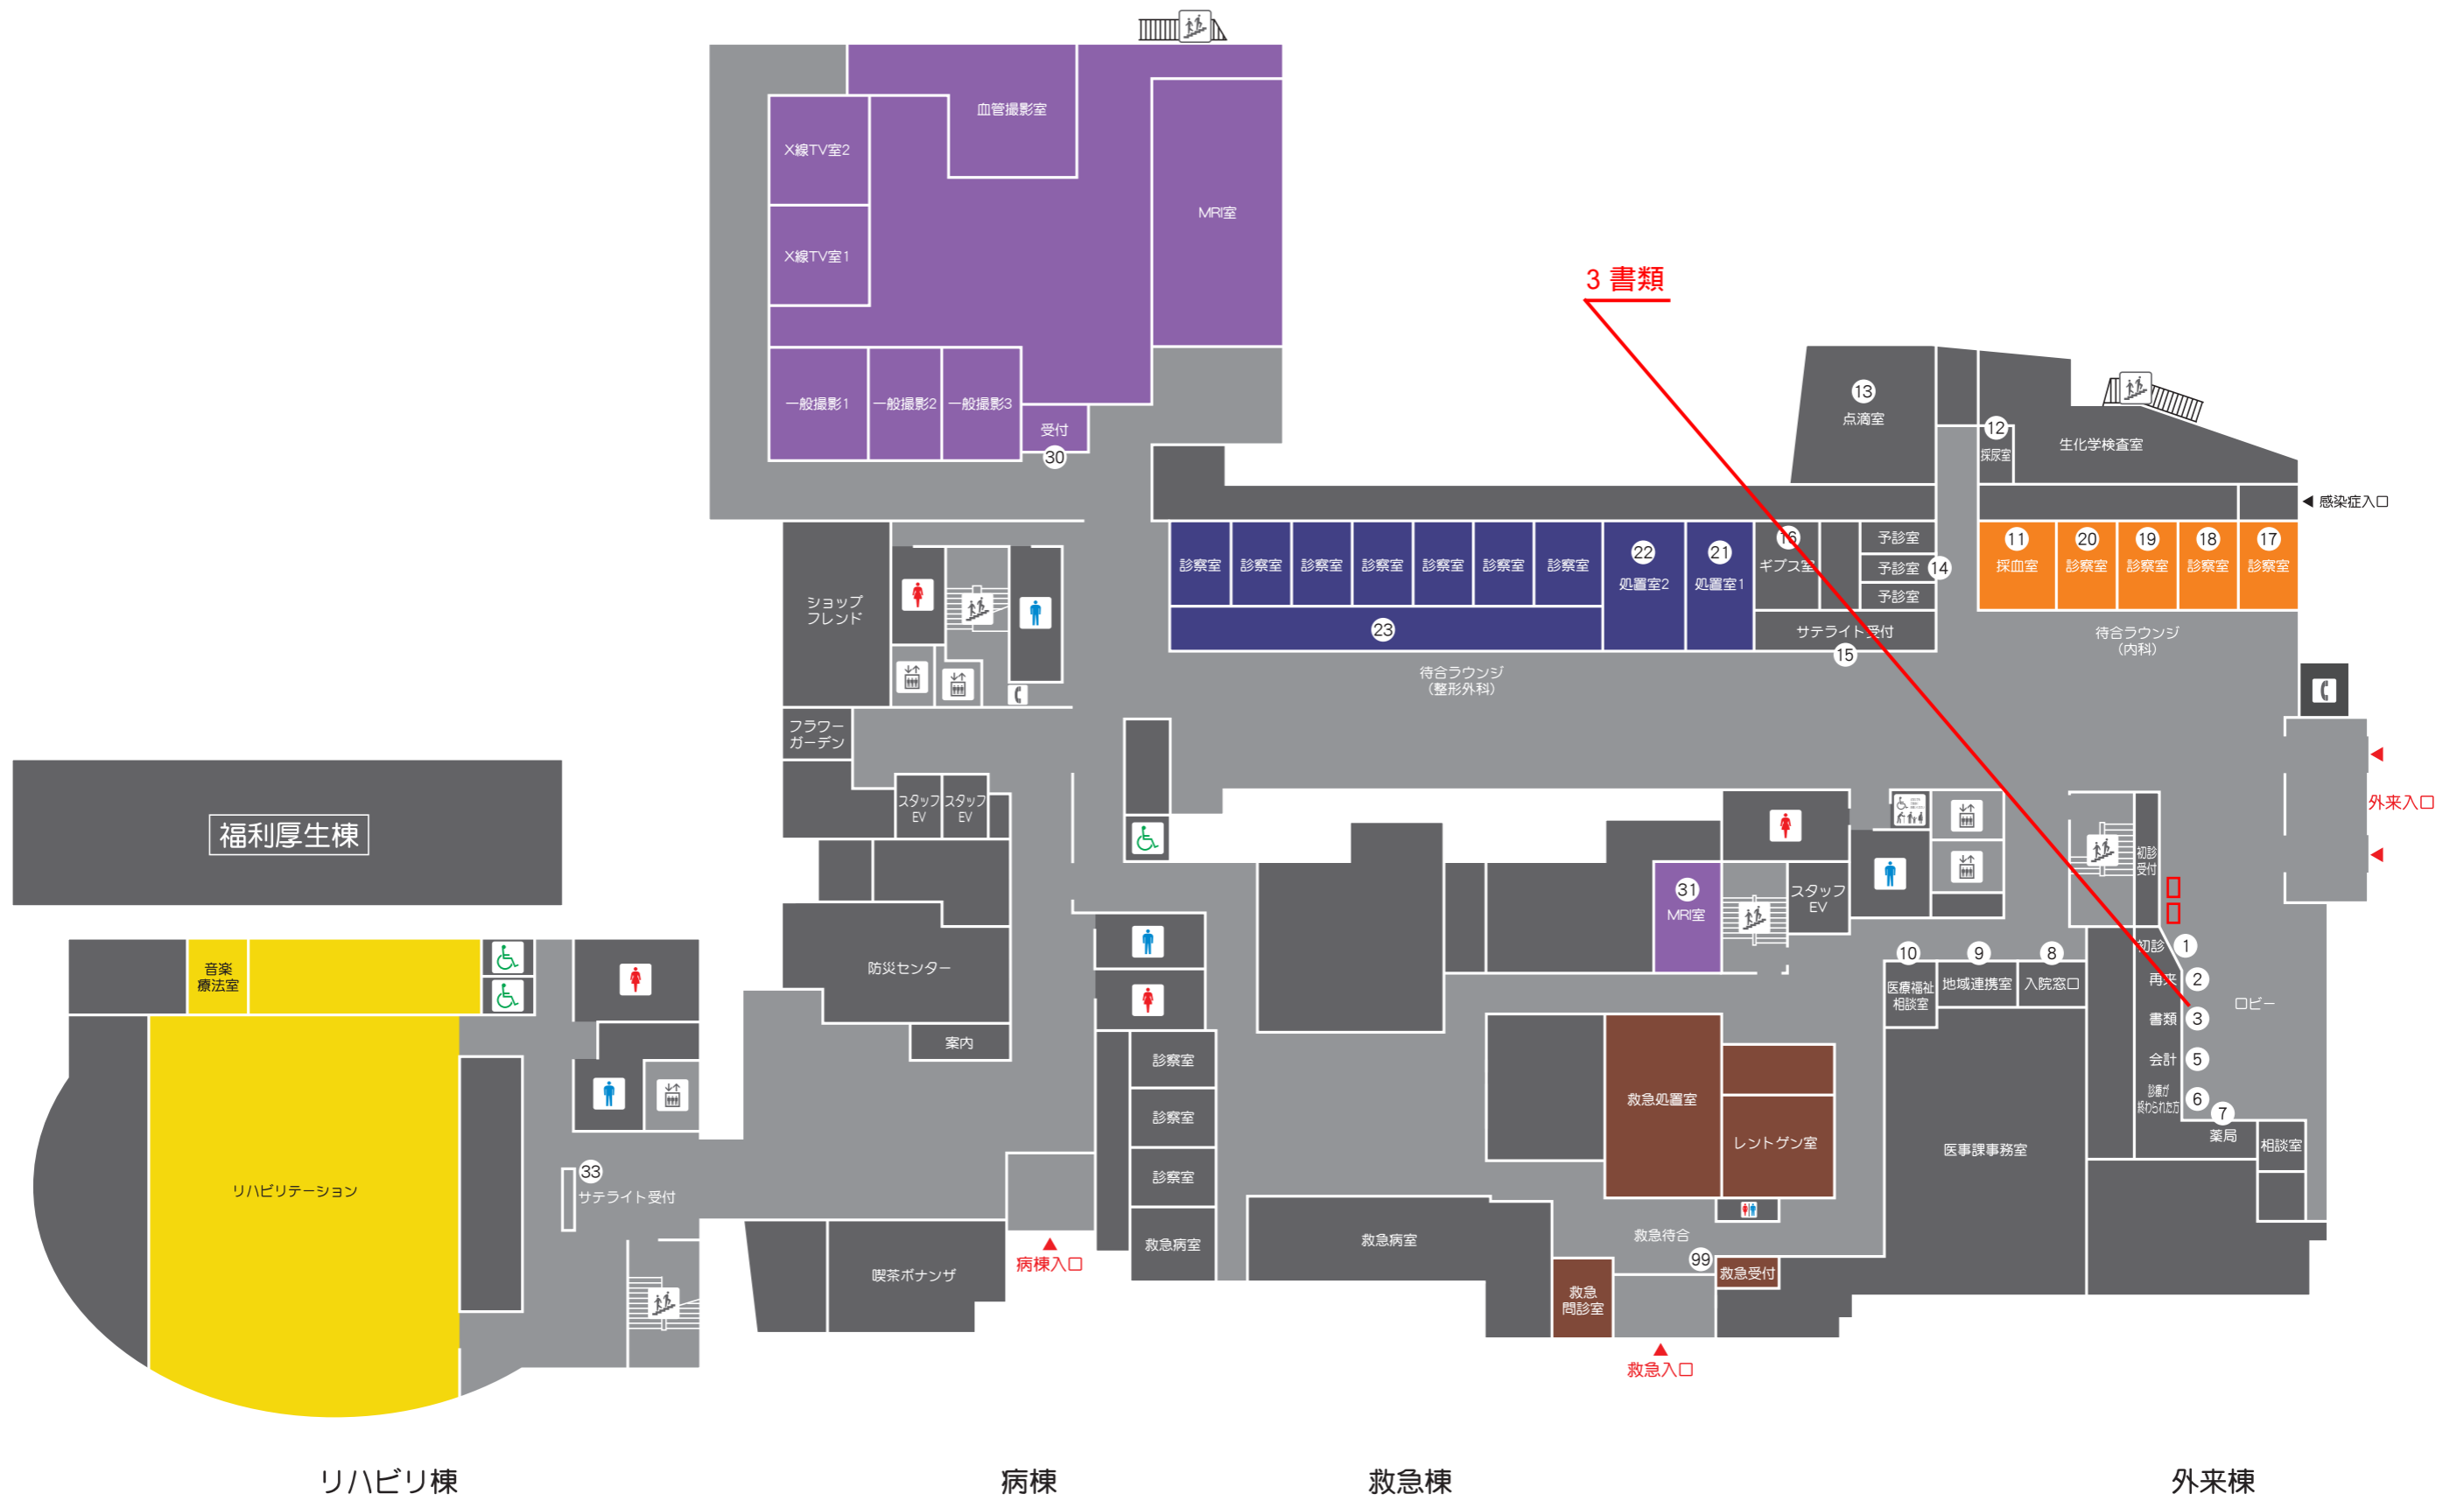 血管撮影室
X線TV室2
MRI室
X線TV室1
3 書類
一般撮影1
一般撮影2
一般撮影3
受付
30
13
点滴室
12
採尿室
生化学検査室
感染症入口
診察室
診察室
診察室
診察室
診察室
診察室
診察室
22
処置室2
21
処置室1
16
ギプス室
予診室
予診室
予診室
14
11
採血室
20
診察室
19
診察室
18
診察室
17
診察室
23
サテライト受付
15
待合ラウンジ
(整形外科)
待合ラウンジ
(内科)
ショップ
フレンド
フラワー
ガーデン
スタッフ
EV
スタッフ
EV
外来入口
福利厚生棟
初診
受付
31
MRI室
スタッフ
EV
音楽
療法室
防災センター
案内
10
医療福祉
相談室
9
地域連携室
8
入院窓口
初診
1
再来
2
書類
3
会計
5
診療が
終わられた方
6
7
薬局
ロビー
相談室
診察室
診察室
診察室
救急病室
救急処置室
レントゲン室
医事課事務室
リハビリテーション
33
サテライト受付
救急病室
救急待合
99
救急受付
救急
問診室
喫茶ボナンザ
病棟入口
救急入口
リハビリ棟
病棟
救急棟
外来棟